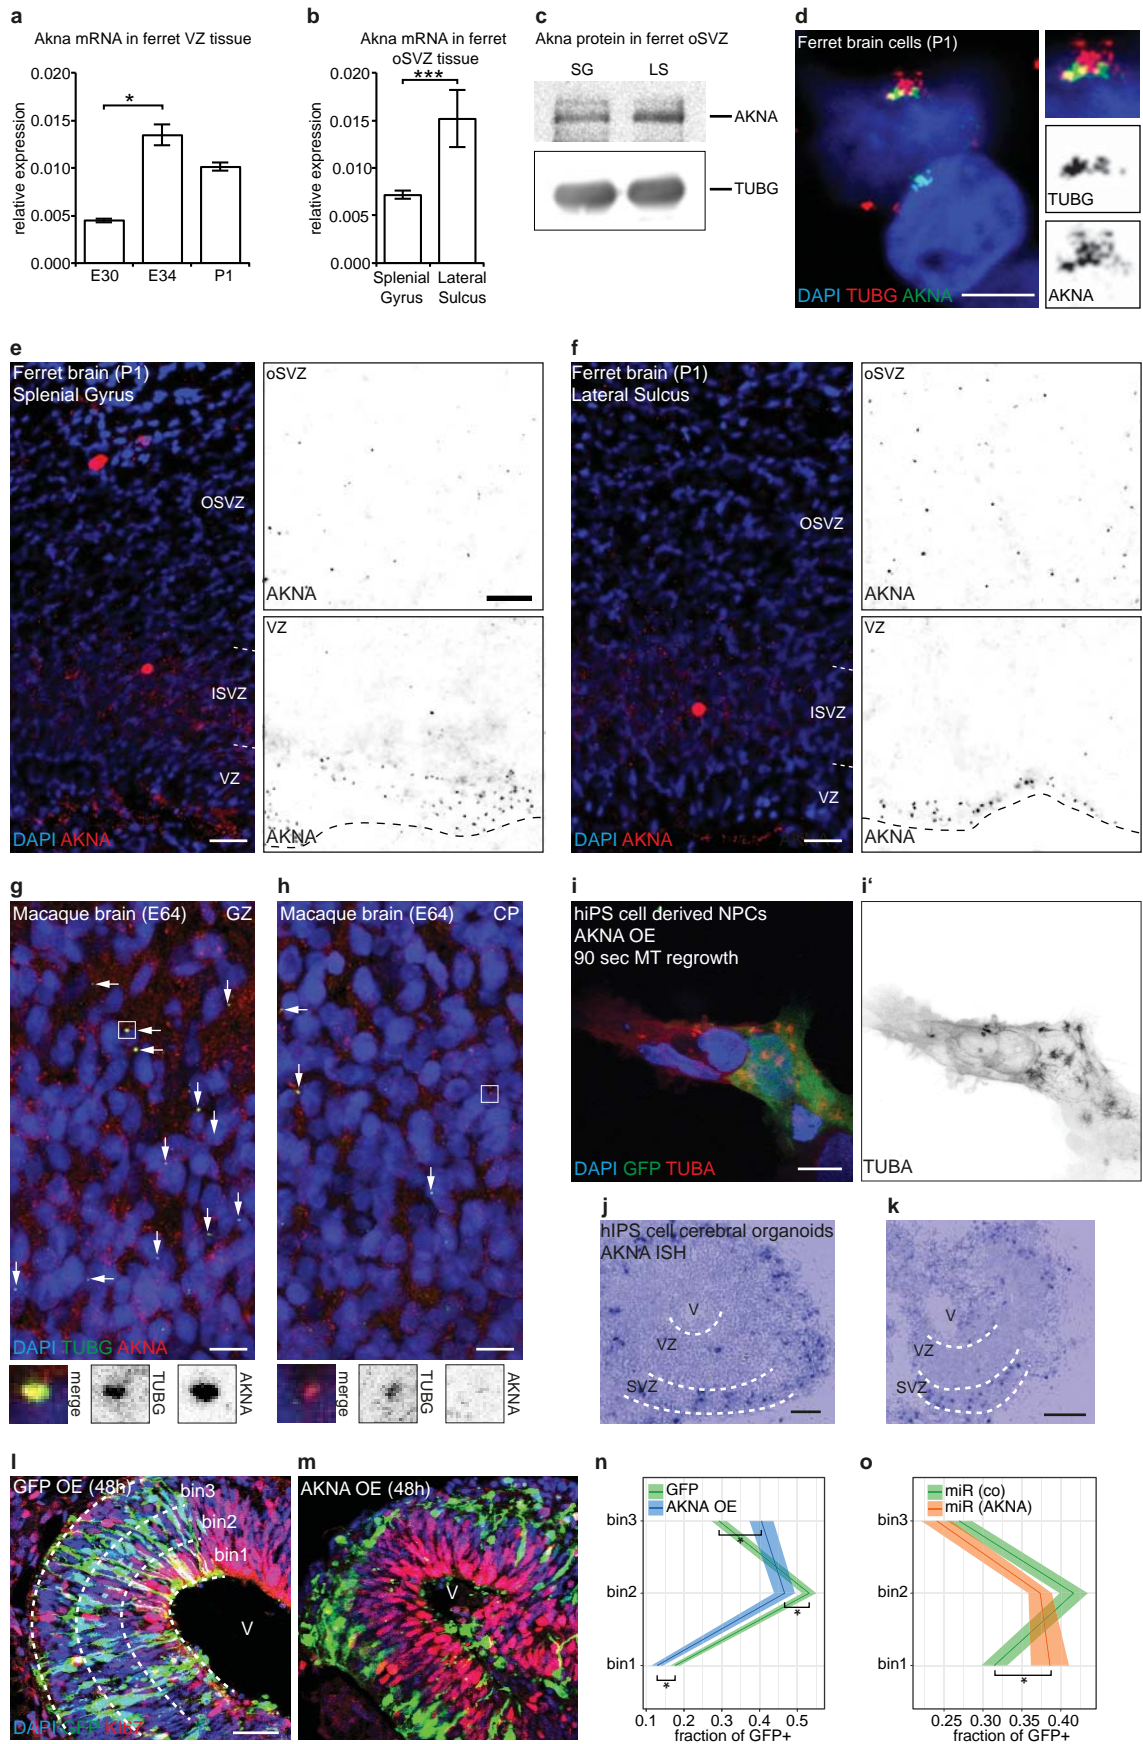 a
Akna mRNA in ferret VZ tissue
relative expression
0.020
0.015
0.010
0.005
0.000
*
E30 E34 P1
b
Akna mRNA in ferret
oSVZ tissue
relative expression
0.020
0.015
0.010
0.005
0.000
***
Splenial Lateral
Gyrus Sulcus
c
Akna protein in ferret oSVZ
SG LS
AKNA
TUBG
d
Ferret brain cells (P1)
DAPI TUBG AKNA
TUBG
AKNA
e
Ferret brain (P1)
Splenial Gyrus
OSVZ
ISVZ
VZ
DAPI AKNA
oSVZ
AKNA
VZ
AKNA
f
Ferret brain (P1)
Lateral Sulcus
OSVZ
ISVZ
VZ
DAPI AKNA
oSVZ
AKNA
VZ
AKNA
g
Macaque brain (E64) GZ
DAPI TUBG AKNA
merge
TUBG
AKNA
h
Macaque brain (E64) CP
merge
TUBG
AKNA
i
hiPS cell derived NPCs
AKNA OE
90 sec MT regrowth
DAPI GFP TUBA
i‘
TUBA
j
hIPS cell cerebral organoids
AKNA ISH
V
VZ
SVZ
k
V
VZ
SVZ
l
GFP OE (48h)
bin3
bin2
bin1
V
DAPI GFP KI67
m
AKNA OE (48h)
V
n
GFP
AKNA OE
bin3
bin2
bin1
*
*
*
0.1 0.2 0.3 0.4 0.5
fraction of GFP+
o
miR (co)
miR (AKNA)
bin3
bin2
bin1
*
0.25 0.30 0.35 0.40
fraction of GFP+